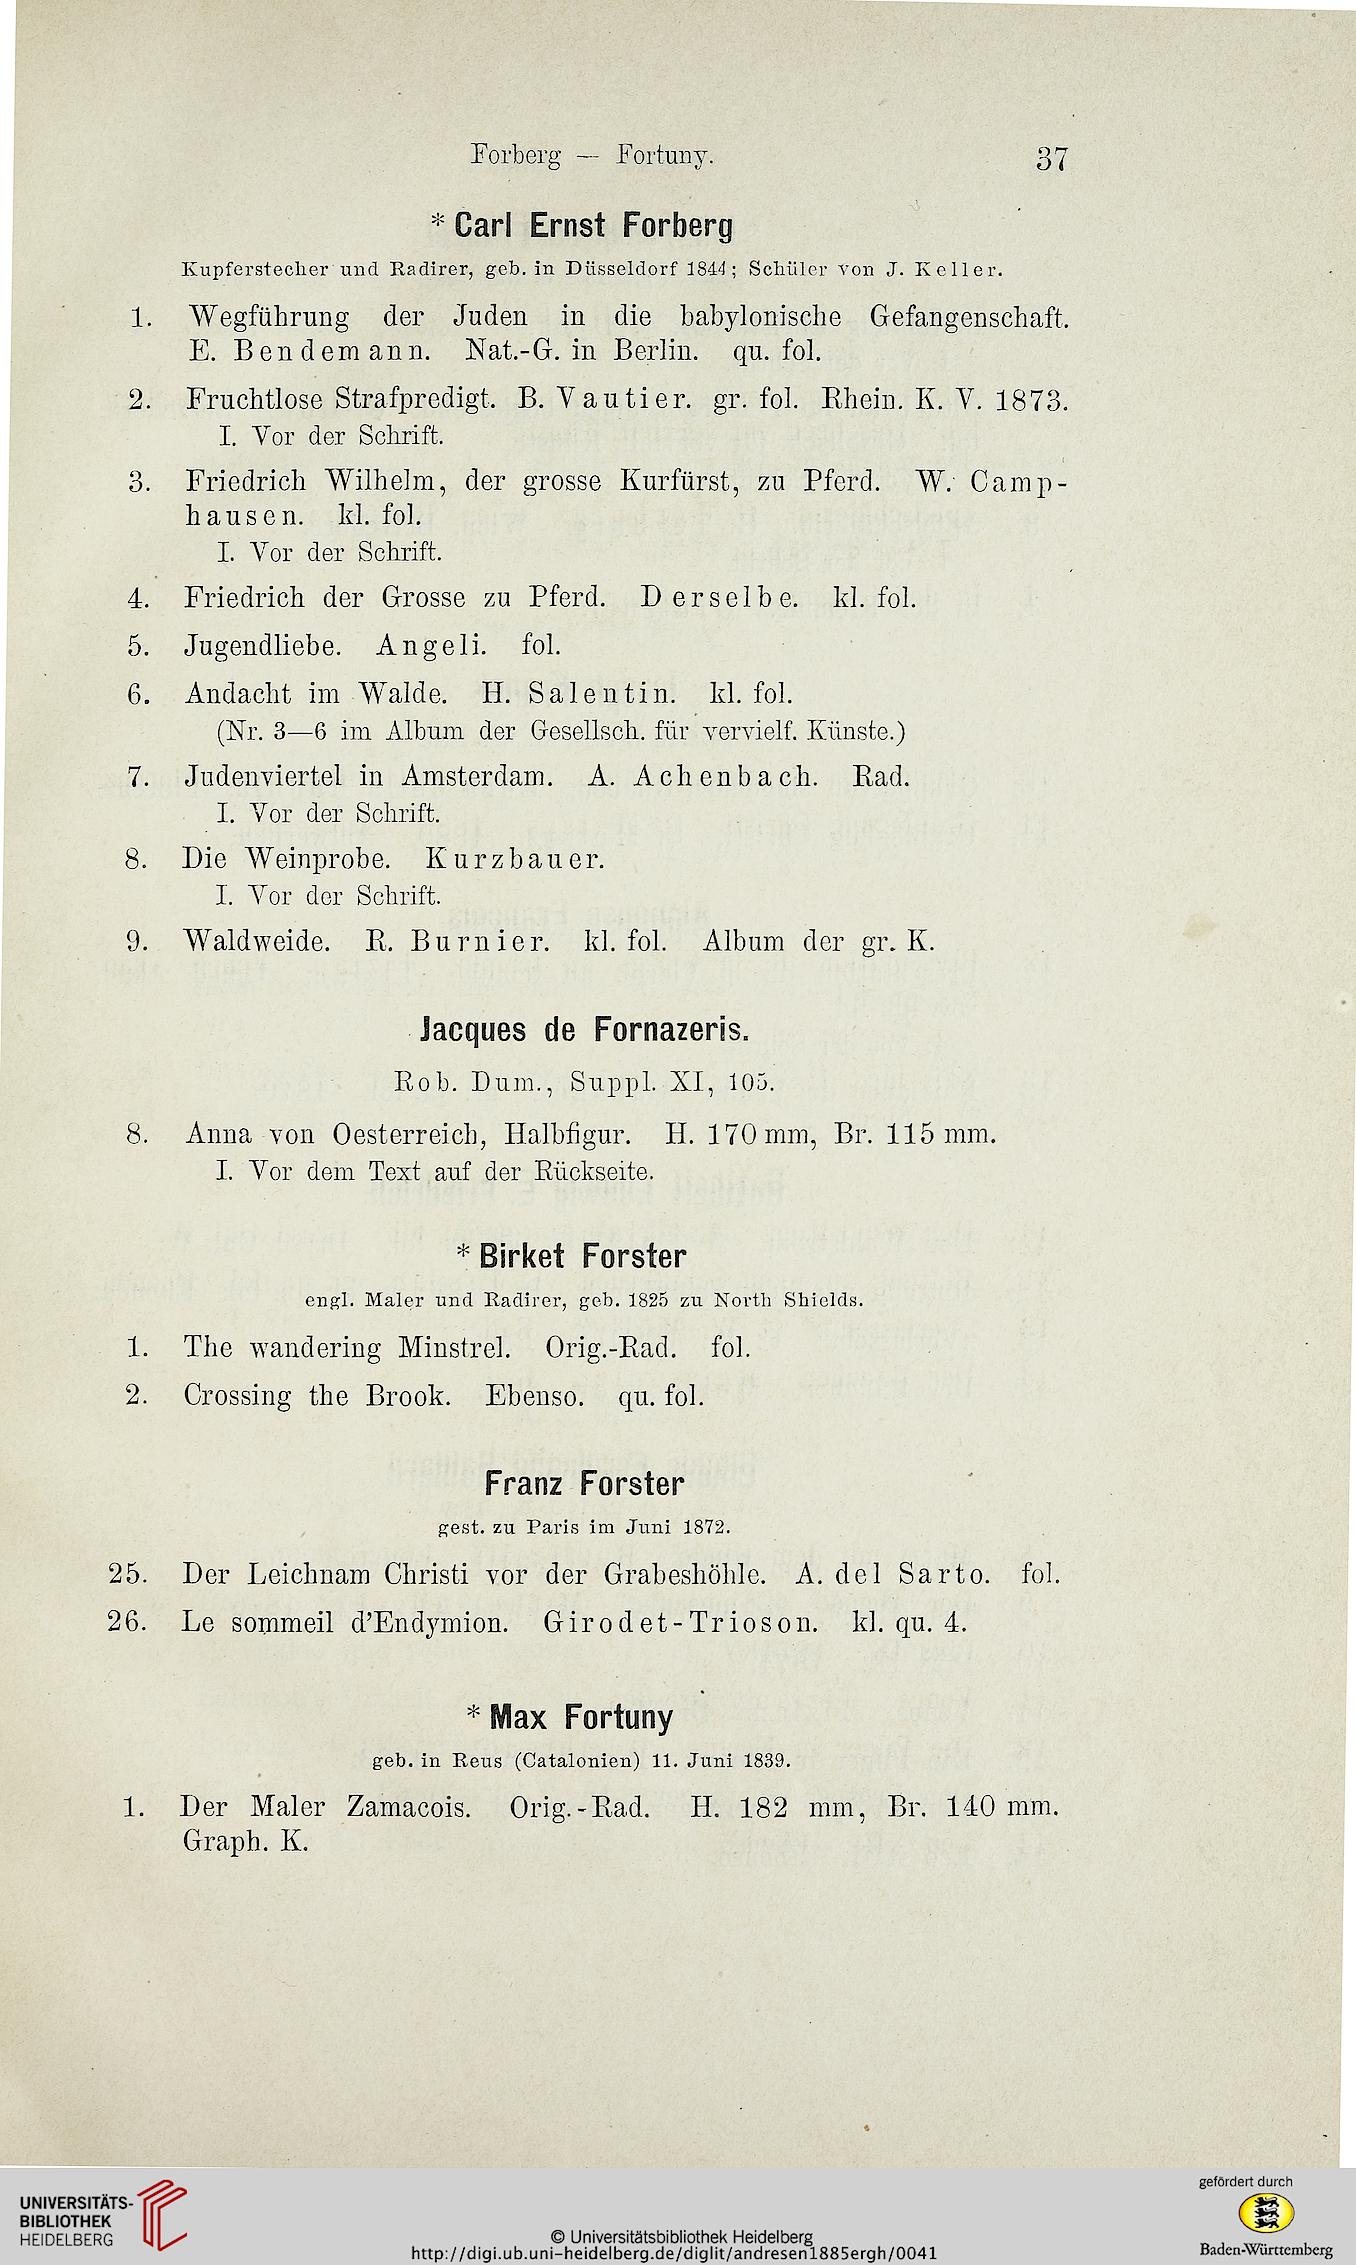 Forberg — Fortuny. 37
* Carl Ernst Forberg
Kupferstecher und Radirer, geb. in Düsseldorf 1844; Schüler von J. Keller.
1. Wegführung der Juden in die babylonische Gefangenschaft.
E. Bendemann. Nat.-G. in Berlin. qu. fol.
2. Fruchtlose Strafpredigt. B. Vautier. gr. fol. Rhein. K. V. 1873.
I. Vor der Schrift.
3. Friedrich Wilhelm, der grosse Kurfürst, zu Pferd. W. Camp-
hausen. kl. fol.
I. Vor der Schrift.
4. Friedrich der Grosse zu Pferd. Derselbe. kl. fol.
5. Jugendliebe. Angeli. fol.
6. Andacht im Walde. H. Salentin. kl. fol.
(Nr. 3—6 im Album der Gesellsch. für vervielf. Künste.)
7. Judenviertel in Amsterdam. A. Achenbach. Rad.
I. Vor der Schrift.
8. Die Weinprobe. Kurzbauer.
I. Vor der Schrift.
9. Waldweide. R. Burnier. kl. fol. Album der gr. K.
Jacques de Fornazeris.
Rob. Dum., Suppl. XI, 105.
8. Anna von Oesterreich, Halbfigur. H. 170 mm, Br. 115 mm.
I. Vor dem Text auf der Rückseite.
* Birket Forster
engl. Maler und Radirer, geb. 1825 zu North Shields.
1. The wandering Minstrel. Orig.-Rad. fol.
2. Crossing the Brook. Ebenso. qu. fol.
Franz Forster
gest. zu Paris im Juni 1872.
25. Der Leichnam Christi vor der Grabeshöhle. A. del Sarto. fol.
26. Le sommeil d'Endymion. Girodet-Trioson. kl. qu. 4.
* Max Fortuny
geb. in Reus (Catalonien) 11. Juni 1839.
1. Der Maler Zamacois. Orig.-Rad. H. 182 mm, Br. 140 mm.
Graph. K.
UNIVERSITÄTS-
BIBLIOTHEK
HEIDELBERG
© Universitätsbibliothek Heidelberg
http://digi.ub.uni-heidelberg.de/diglit/andresen1885ergh/0041
gefördert durch
Baden-Württemberg